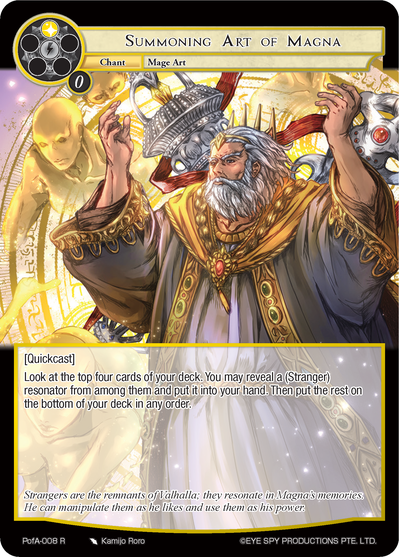 Summoning Art of Magna
Chant
Mage Art
0
[Quickcast]
Look at the top four cards of your deck. You may reveal a (Stranger)
resonator from among them and put it into your hand. Then put the rest on
the bottom of your deck in any order.
Strangers are the remnants of Valhalla; they resonate in Magna's memories.
He can manipulate them as he likes and use them as his power.
PofA-008 R
Kamijo Roro
©EYE SPY PRODUCTIONS PTE. LTD.